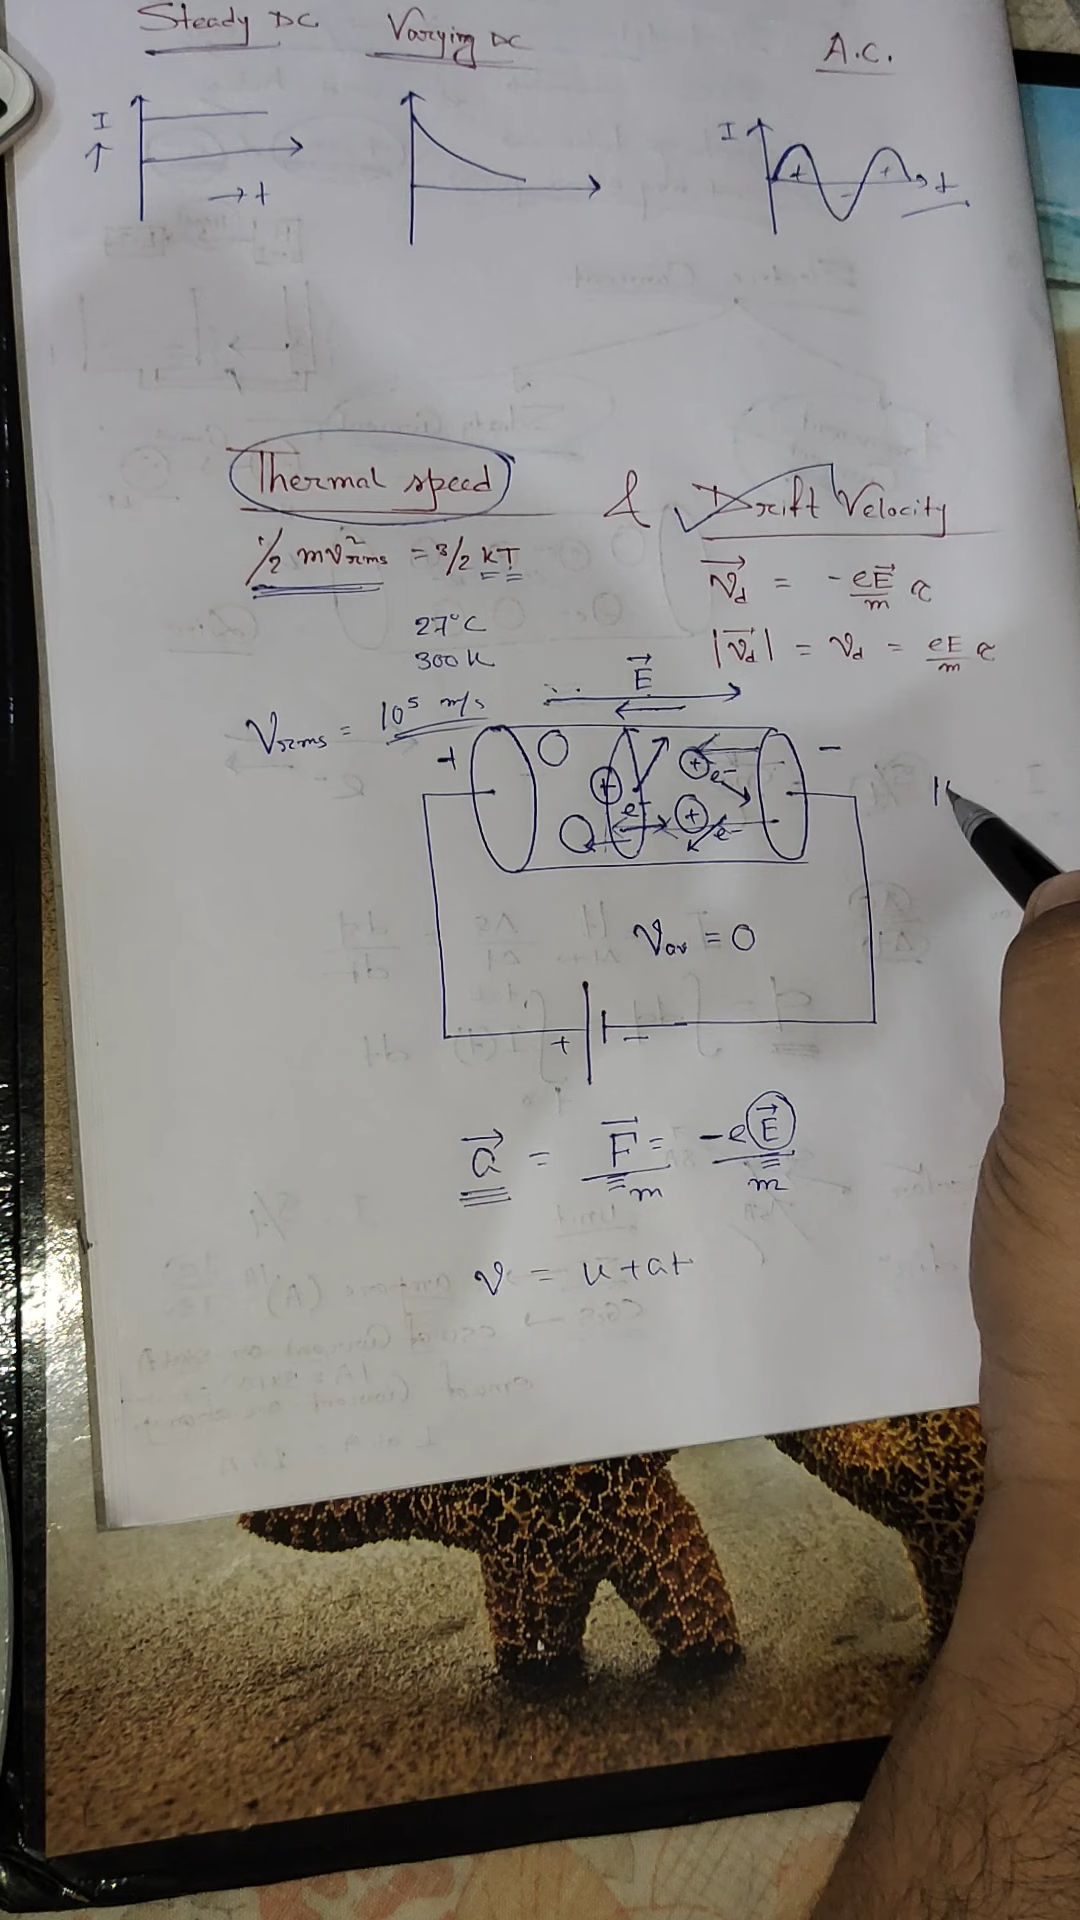 Steady DC Varying DC A.C.
I
↑
→ t
I
+ - +
t
Thermal speed & Drift Velocity
1/2 mv²rms = 3/2 KT
27°C
300 K
Vrms = 10⁵ m/s
v⃗d = -eE⃗/m τ
|v⃗d| = vd = eE/m τ
E⃗
+ -
+ + e-
e- + e-
Vav = 0
+ -
a⃗ = F⃗/m = -eE⃗/m
v = u+at